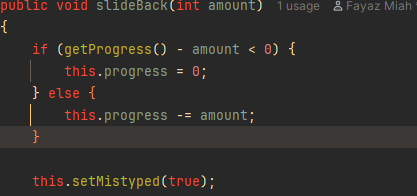 public void slideBack(int amount) 1 usage Fayaz Miah
{
    if (getProgress() - amount < 0) {
        this.progress = 0;
    } else {
        this.progress -= amount;
    }

    this.setMistyped(true);